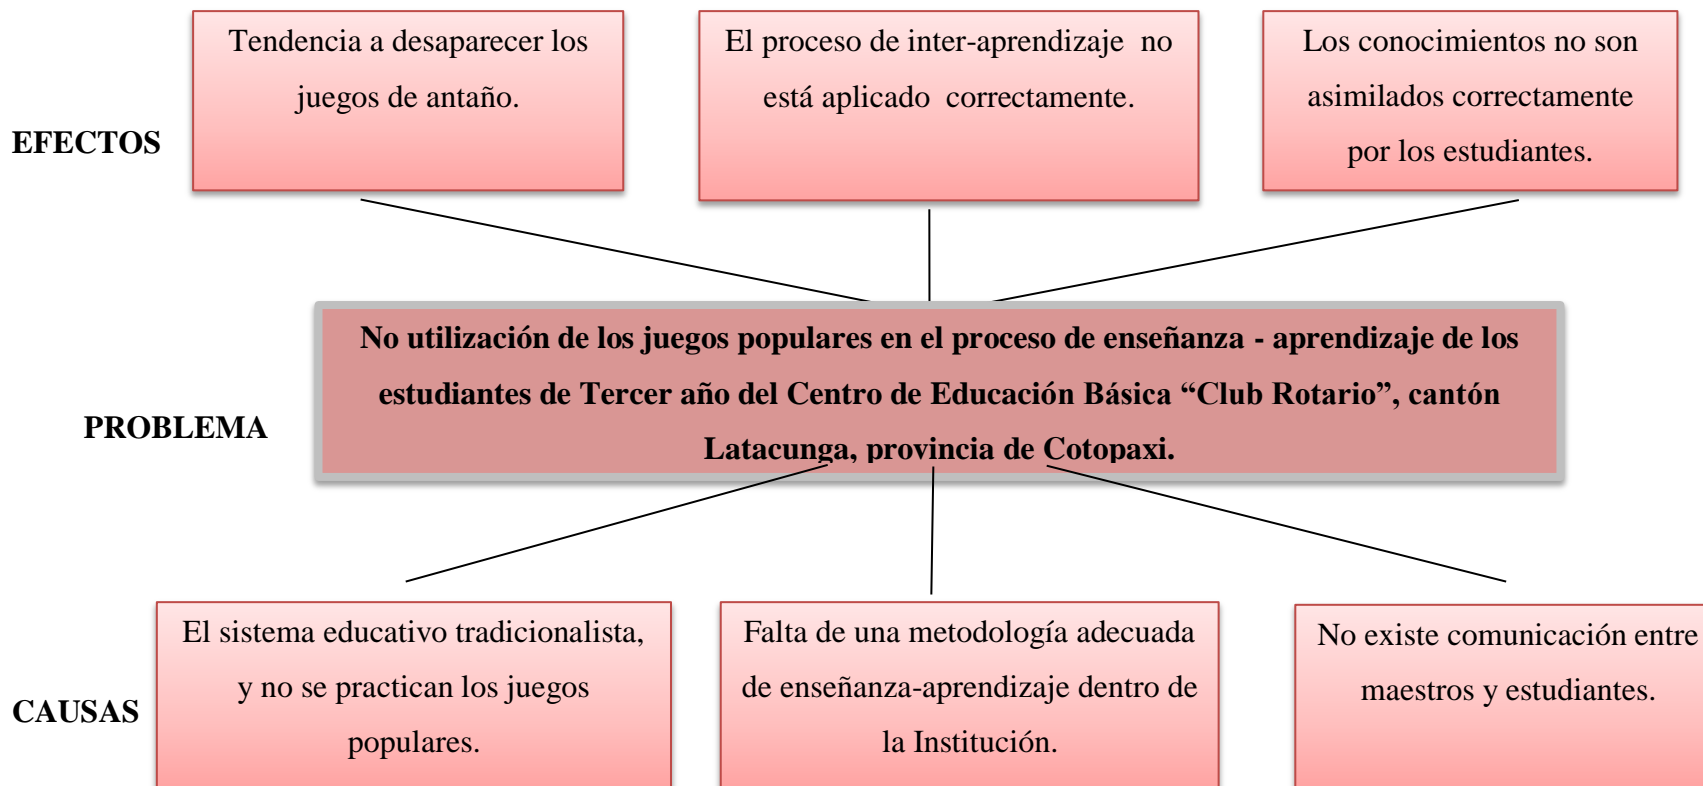 Tendencia a desaparecer los
juegos de antaño.
El proceso de inter-aprendizaje no
está aplicado correctamente.
Los conocimientos no son
asimilados correctamente
por los estudiantes.
EFECTOS
No utilización de los juegos populares en el proceso de enseñanza - aprendizaje de los
estudiantes de Tercer año del Centro de Educación Básica “Club Rotario”, cantón
Latacunga, provincia de Cotopaxi.
PROBLEMA
El sistema educativo tradicionalista,
y no se practican los juegos
populares.
Falta de una metodología adecuada
de enseñanza-aprendizaje dentro de
la Institución.
No existe comunicación entre
maestros y estudiantes.
CAUSAS